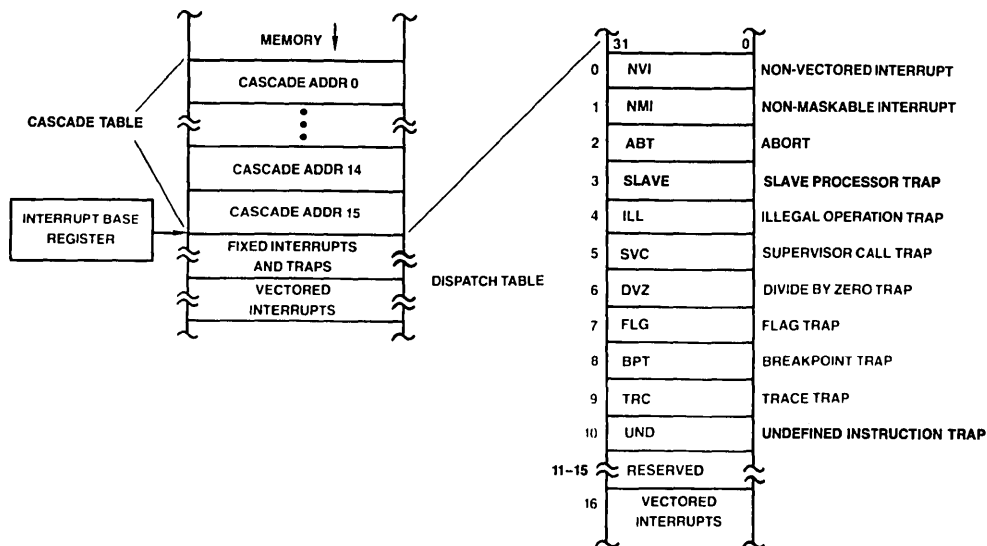 MEMORY
CASCADE ADDR 0
CASCADE TABLE
CASCADE ADDR 14
CASCADE ADDR 15
INTERRUPT BASE
REGISTER
FIXED INTERRUPTS
AND TRAPS
VECTORED
INTERRUPTS
DISPATCH TABLE
31 0
0 NVI NON-VECTORED INTERRUPT
1 NMI NON-MASKABLE INTERRUPT
2 ABT ABORT
3 SLAVE SLAVE PROCESSOR TRAP
4 ILL ILLEGAL OPERATION TRAP
5 SVC SUPERVISOR CALL TRAP
6 DVZ DIVIDE BY ZERO TRAP
7 FLG FLAG TRAP
8 BPT BREAKPOINT TRAP
9 TRC TRACE TRAP
10 UND UNDEFINED INSTRUCTION TRAP
11-15 RESERVED
16 VECTORED
INTERRUPTS